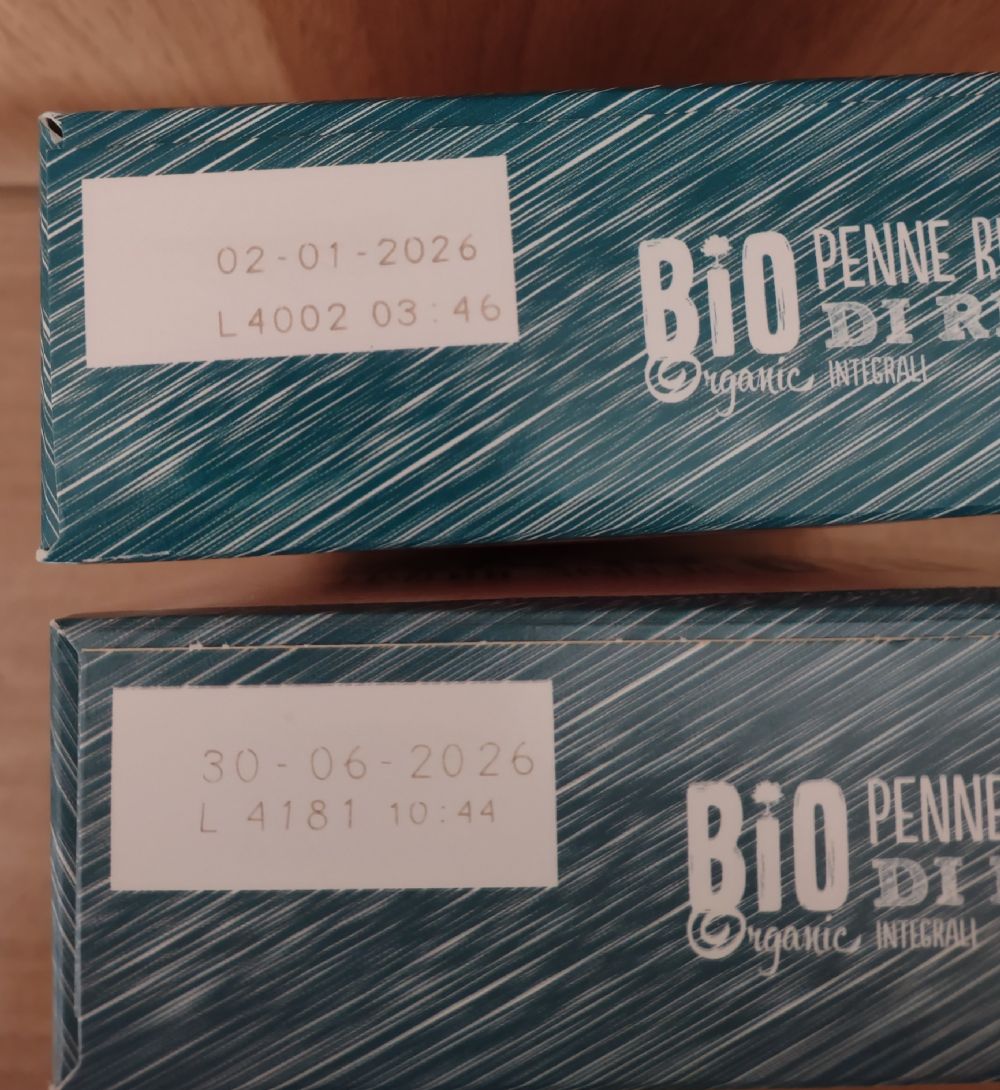 02-01-2026
L4002 03:46
BiO
Organic
PENNE
DI
INTEGRALI
30-06-2026
L 4181 10:44
BiO
Organic
PENNE
DI
INTEGRALI